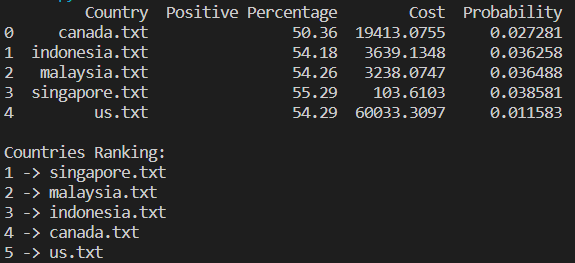 Country Positive Percentage Cost Probability
0 canada.txt 50.36 19413.0755 0.027281
1 indonesia.txt 54.18 3639.1348 0.036258
2 malaysia.txt 54.26 3238.0747 0.036488
3 singapore.txt 55.29 103.6103 0.038581
4 us.txt 54.29 60033.3097 0.011583
Countries Ranking:
1 -> singapore.txt
2 -> malaysia.txt
3 -> indonesia.txt
4 -> canada.txt
5 -> us.txt